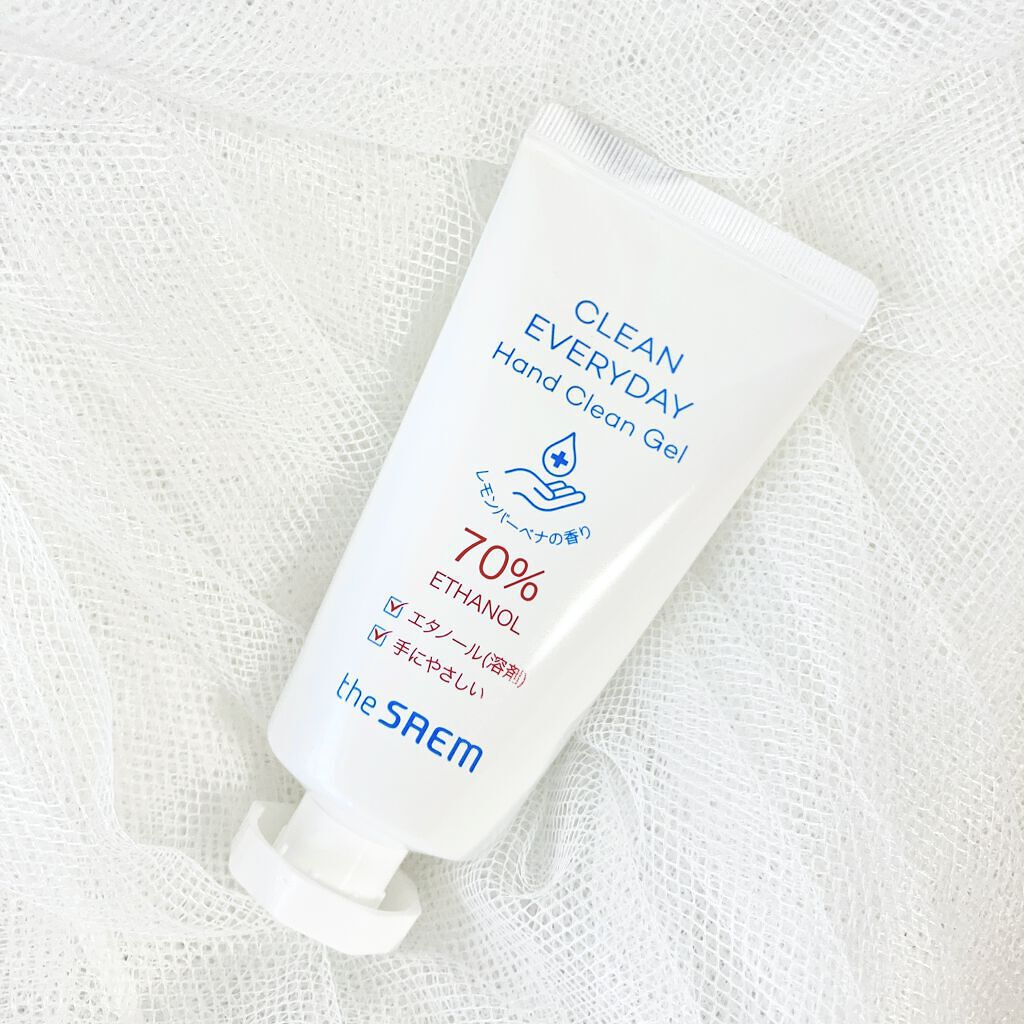 CLEAN
EVERYDAY
Hand Clean Gel
レモンバーベナの香り
70%
ETHANOL
エタノール(溶剤)
手にやさしい
the SAEM